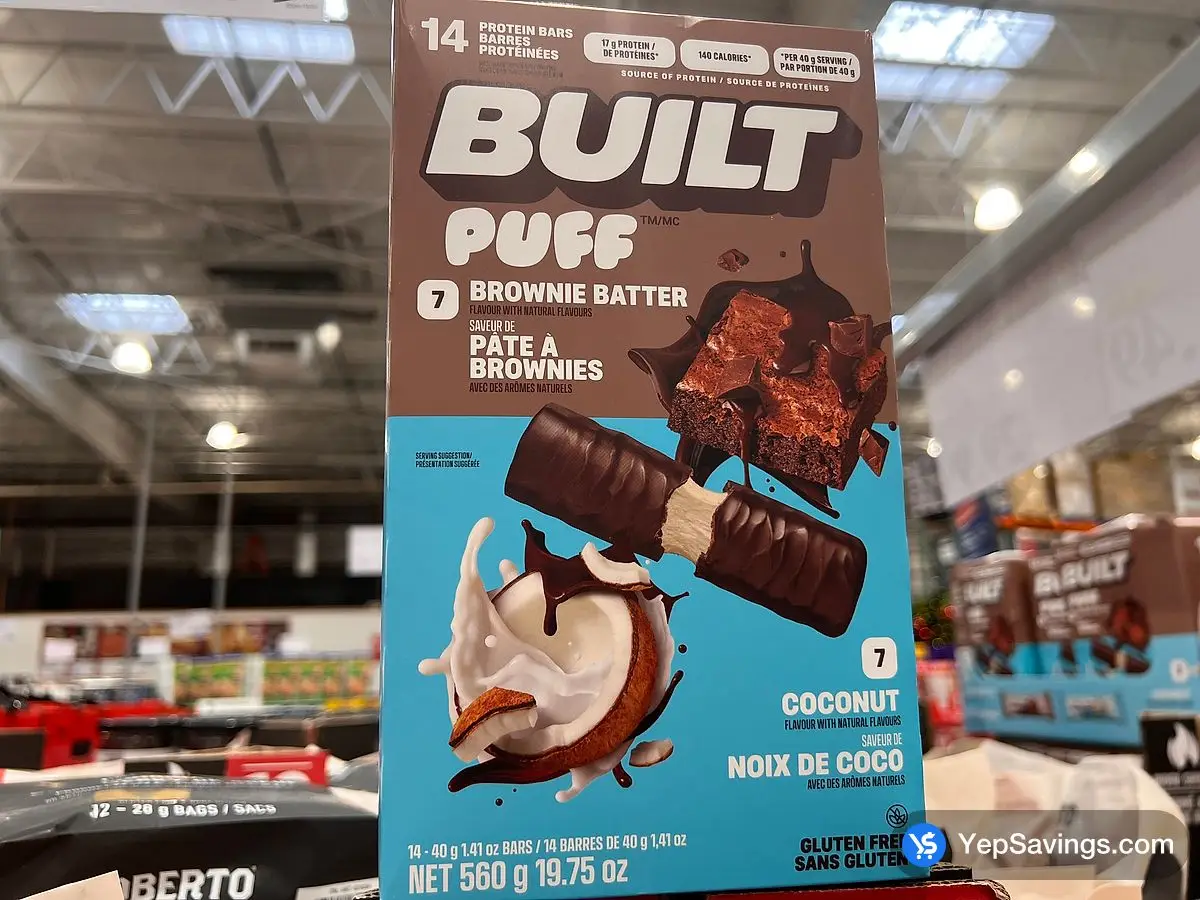 14
PROTEIN BARS
BARRES
PROTÉINÉES
17 g PROTEIN /
DE PROTÉINES*
140 CALORIES*
*PER 40 g SERVING /
PAR PORTION DE 40 g
SOURCE OF PROTEIN / SOURCE DE PROTÉINES
BUILT
PUFF TM/MC
7
BROWNIE BATTER
FLAVOUR WITH NATURAL FLAVOURS
SAVEUR DE
PÂTE À
BROWNIES
AVEC DES ARÔMES NATURELS
SERVING SUGGESTION/
PRÉSENTATION SUGGÉRÉE
7
COCONUT
FLAVOUR WITH NATURAL FLAVOURS
SAVEUR DE
NOIX DE COCO
AVEC DES ARÔMES NATURELS
14 - 40 g 1.41 oz BARS / 14 BARRES DE 40 g 1,41 oz
NET 560 g 19.75 oz
GLUTEN FREE
SANS GLUTEN
BUILT
12 - 28 g BAGS / SACS
OBERTO
YepSavings.com